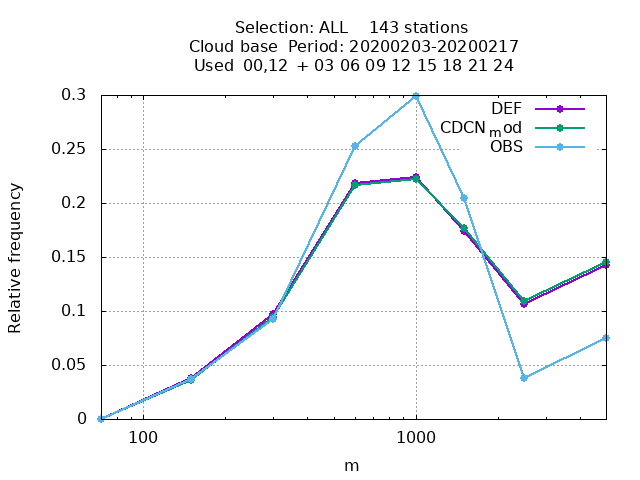 Selection: ALL    143 stations
Cloud base  Period: 20200203-20200217
Used  00,12  + 03 06 09 12 15 18 21 24
DEF
CDCN_mod
OBS
0.3
0.25
0.2
0.15
0.1
0.05
0
Relative frequency
100
1000
m